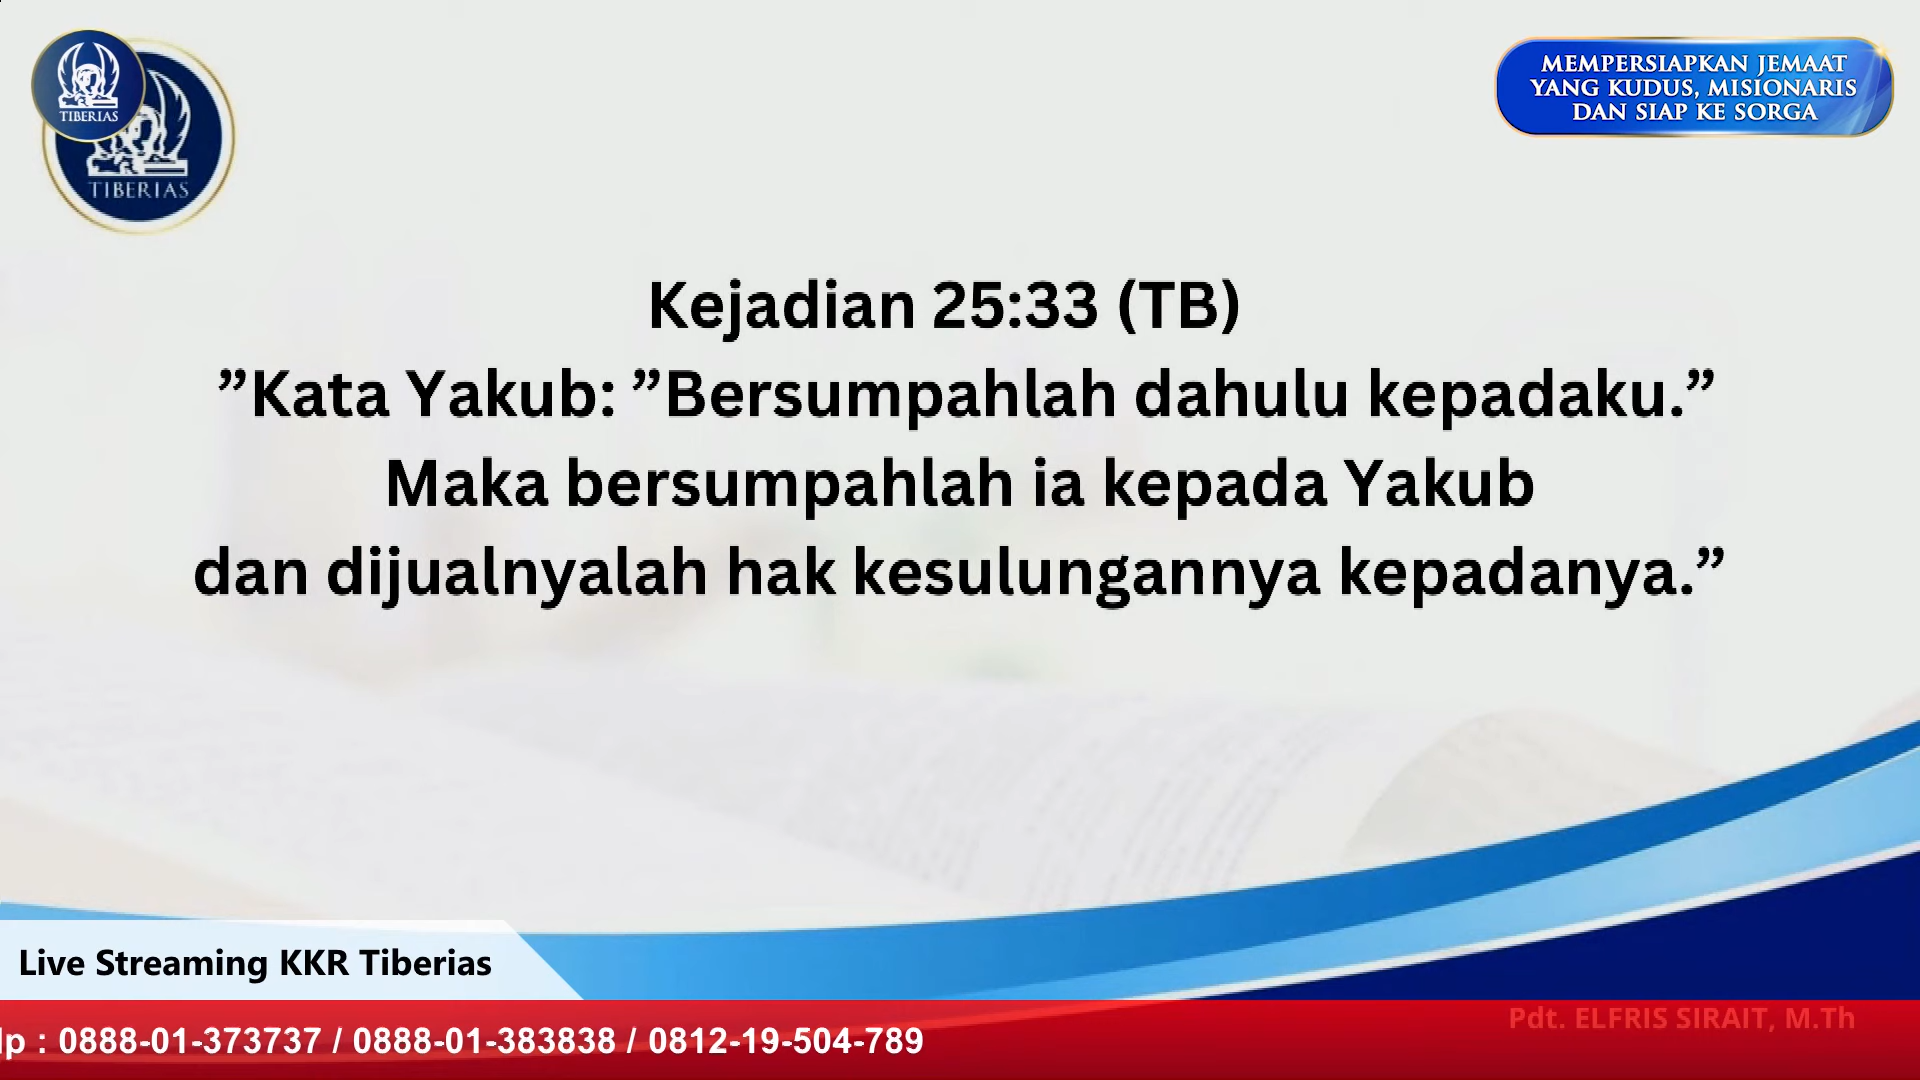 TIBERIAS
TIBERIAS
MEMPERSIAPKAN JEMAAT
YANG KUDUS, MISIONARIS
DAN SIAP KE SORGA
Kejadian 25:33 (TB)
”Kata Yakub: ”Bersumpahlah dahulu kepadaku.”
Maka bersumpahlah ia kepada Yakub
dan dijualnyalah hak kesulungannya kepadanya.”
Live Streaming KKR Tiberias
Pdt. ELFRIS SIRAIT, M.Th
lp : 0888-01-373737 / 0888-01-383838 / 0812-19-504-789